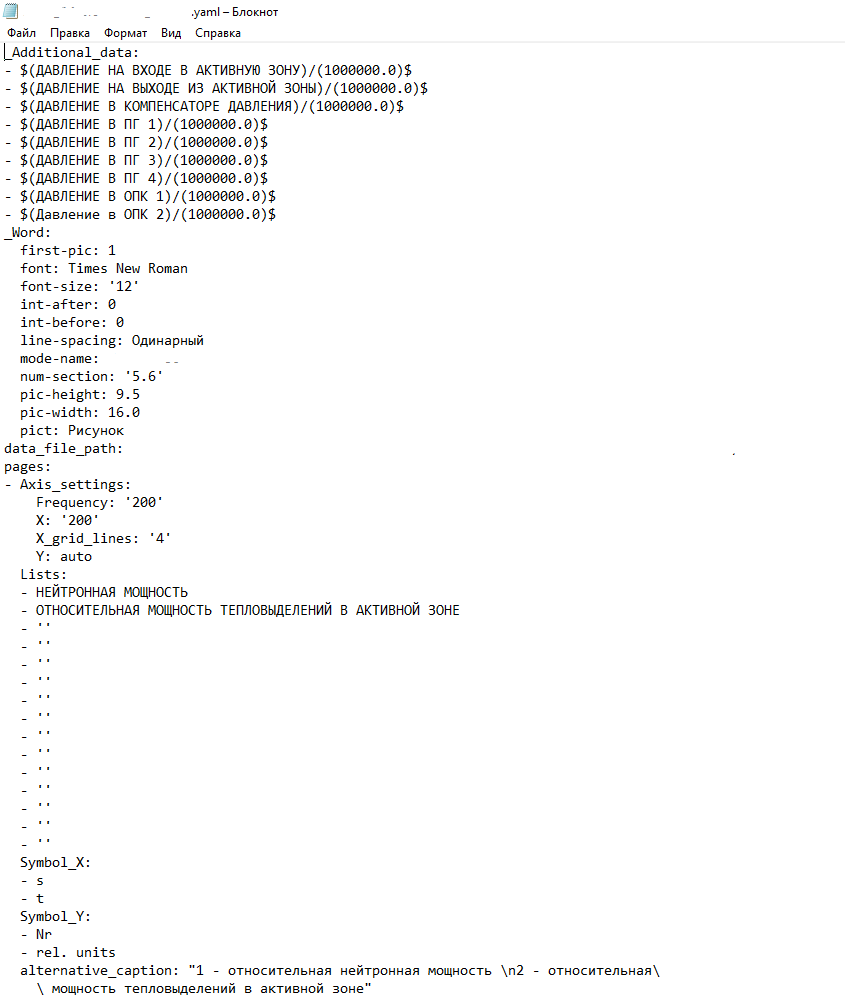 .yaml – Блокнот
Файл Правка Формат Вид Справка
_Additional_data:
- $(ДАВЛЕНИЕ НА ВХОДЕ В АКТИВНУЮ ЗОНУ)/(1000000.0)$
- $(ДАВЛЕНИЕ НА ВЫХОДЕ ИЗ АКТИВНОЙ ЗОНЫ)/(1000000.0)$
- $(ДАВЛЕНИЕ В КОМПЕНСАТОРЕ ДАВЛЕНИЯ)/(1000000.0)$
- $(ДАВЛЕНИЕ В ПГ 1)/(1000000.0)$
- $(ДАВЛЕНИЕ В ПГ 2)/(1000000.0)$
- $(ДАВЛЕНИЕ В ПГ 3)/(1000000.0)$
- $(ДАВЛЕНИЕ В ПГ 4)/(1000000.0)$
- $(ДАВЛЕНИЕ В ОПК 1)/(1000000.0)$
- $(Давление в ОПК 2)/(1000000.0)$
_Word:
  first-pic: 1
  font: Times New Roman
  font-size: '12'
  int-after: 0
  int-before: 0
  line-spacing: Одинарный
  mode-name:
  num-section: '5.6'
  pic-height: 9.5
  pic-width: 16.0
  pict: Рисунок
data_file_path:
pages:
- Axis_settings:
    Frequency: '200'
    X: '200'
    X_grid_lines: '4'
    Y: auto
  Lists:
  - НЕЙТРОННАЯ МОЩНОСТЬ
  - ОТНОСИТЕЛЬНАЯ МОЩНОСТЬ ТЕПЛОВЫДЕЛЕНИЙ В АКТИВНОЙ ЗОНЕ
  - ''
  - ''
  - ''
  - ''
  - ''
  - ''
  - ''
  - ''
  - ''
  - ''
  - ''
  - ''
  - ''
  Symbol_X:
  - s
  - t
  Symbol_Y:
  - Nr
  - rel. units
  alternative_caption: "1 - относительная нейтронная мощность \n2 - относительная\
    \ мощность тепловыделений в активной зоне"